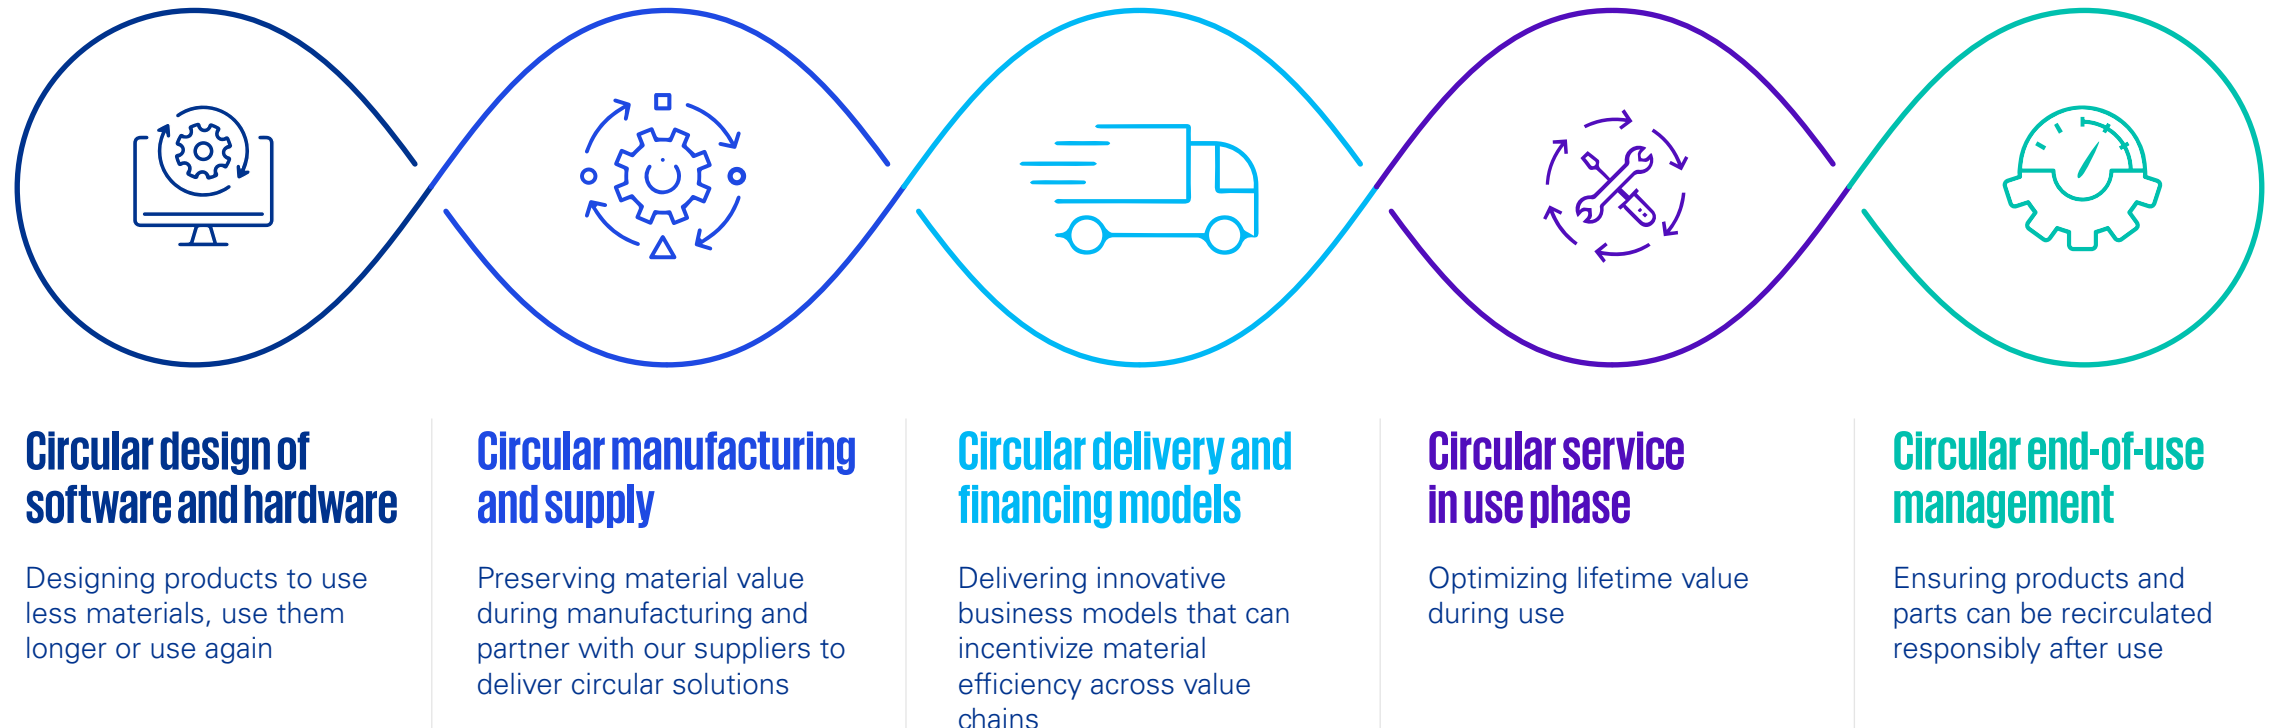 Circular design of
software and hardware
Designing products to use
less materials, use them
longer or use again
Circular manufacturing
and supply
Preserving material value
during manufacturing and
partner with our suppliers to
deliver circular solutions
Circular delivery and
financing models
Delivering innovative
business models that can
incentivize material
efficiency across value
chains
Circular service
in use phase
Optimizing lifetime value
during use
Circular end-of-use
management
Ensuring products and
parts can be recirculated
responsibly after use